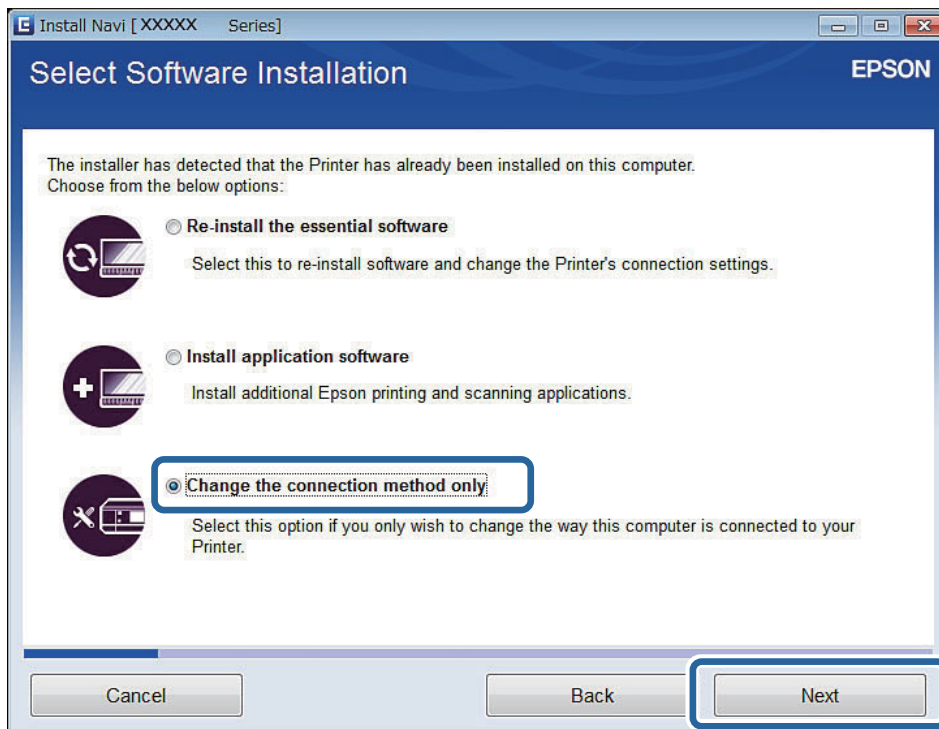 Install Navi [ XXXXX Series]
Select Software Installation
EPSON
The installer has detected that the Printer has already been installed on this computer.
Choose from the below options:
Re-install the essential software
Select this to re-install software and change the Printer's connection settings.
Install application software
Install additional Epson printing and scanning applications.
Change the connection method only
Select this option if you only wish to change the way this computer is connected to your
Printer.
Cancel
Back
Next